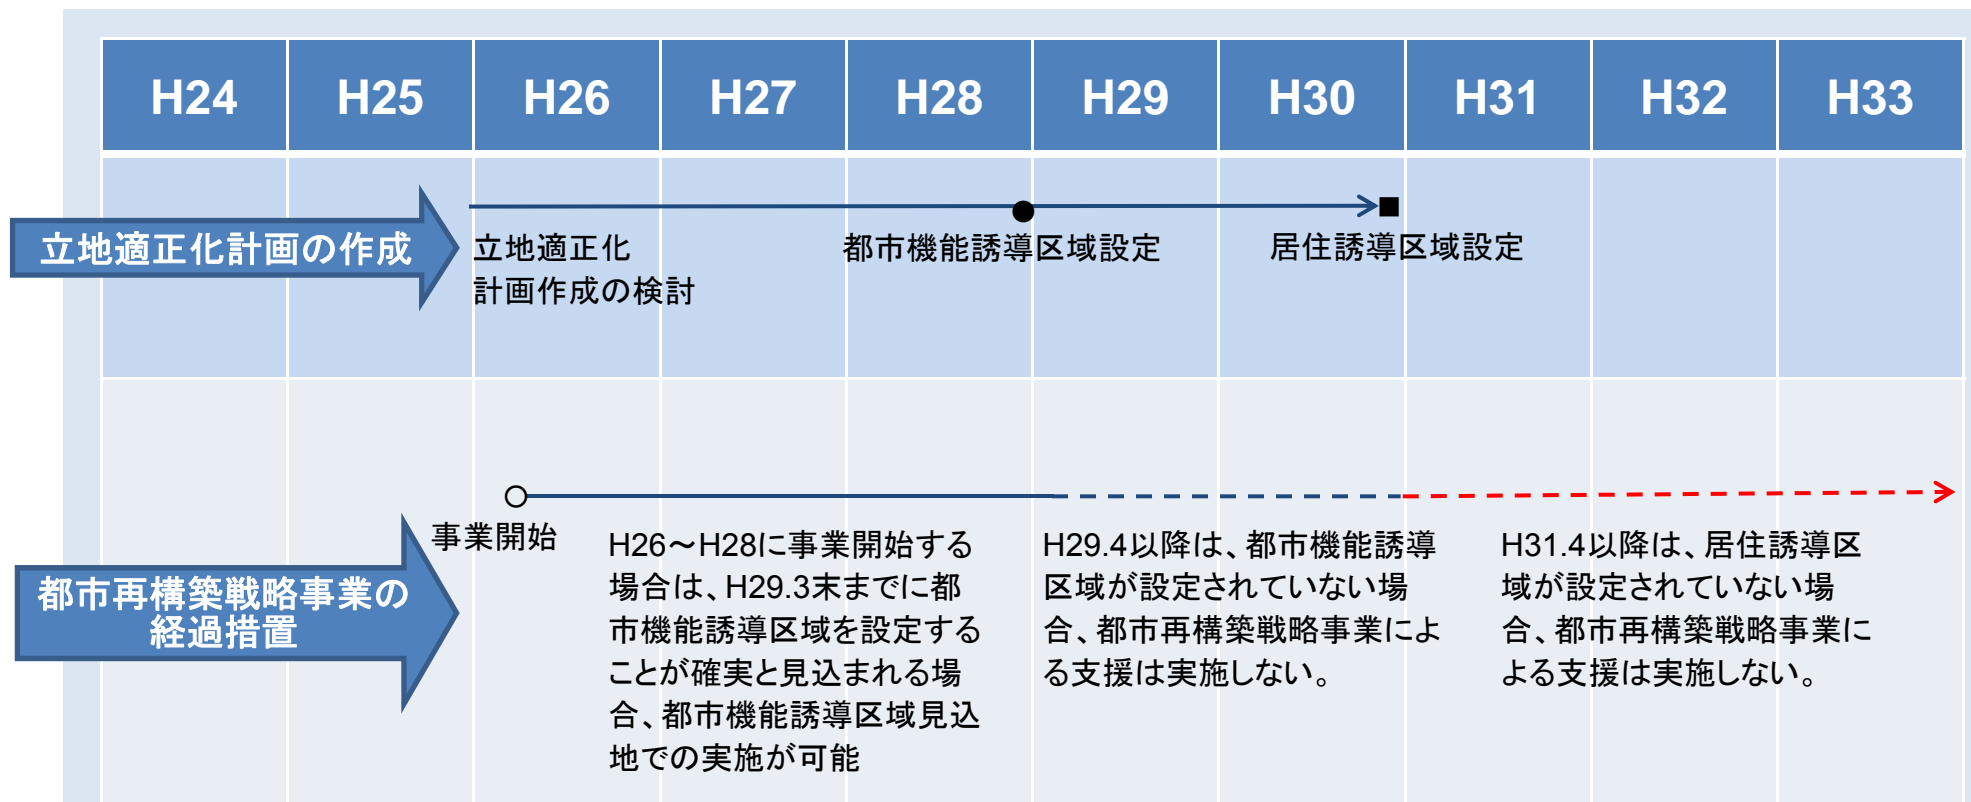 H24 H25 H26 H27 H28 H29 H30 H31 H32 H33
立地適正化計画の作成
立地適正化
計画作成の検討
都市機能誘導区域設定
居住誘導区域設定
都市再構築戦略事業の
経過措置
事業開始
H26～H28に事業開始する
場合は、H29.3末までに都
市機能誘導区域を設定する
ことが確実と見込まれる場
合、都市機能誘導区域見込
地での実施が可能
H29.4以降は、都市機能誘導
区域が設定されていない場
合、都市再構築戦略事業によ
る支援は実施しない。
H31.4以降は、居住誘導区
域が設定されていない場
合、都市再構築戦略事業に
よる支援は実施しない。